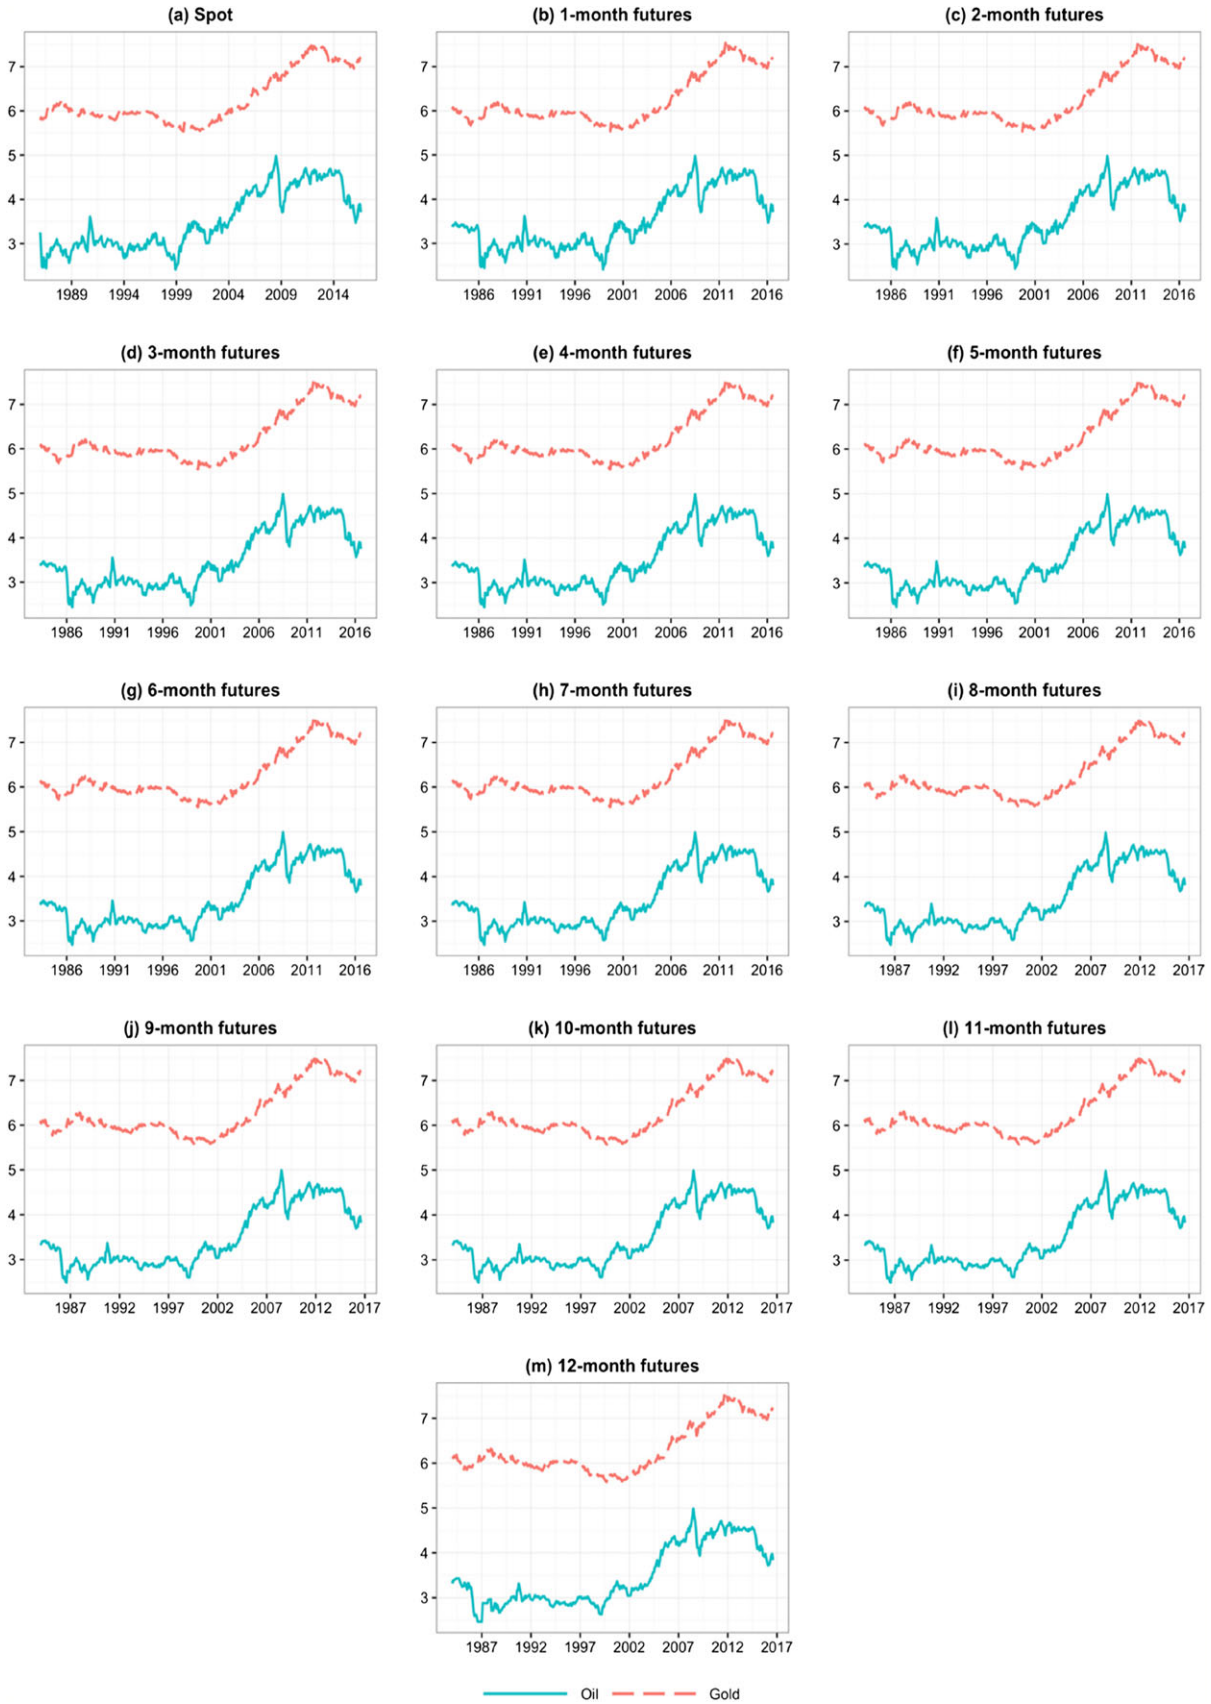 (a) Spot (b) 1-month futures (c) 2-month futures
7 7 7
6 6 6
5 5 5
4 4 4
3 3 3
1989 1994 1999 2004 2009 2014 1986 1991 1996 2001 2006 2011 2016 1986 1991 1996 2001 2006 2011 2016
(d) 3-month futures (e) 4-month futures (f) 5-month futures
7 7 7
6 6 6
5 5 5
4 4 4
3 3 3
1986 1991 1996 2001 2006 2011 2016 1986 1991 1996 2001 2006 2011 2016 1986 1991 1996 2001 2006 2011 2016
(g) 6-month futures (h) 7-month futures (i) 8-month futures
7 7 7
6 6 6
5 5 5
4 4 4
3 3 3
1986 1991 1996 2001 2006 2011 2016 1986 1991 1996 2001 2006 2011 2016 1987 1992 1997 2002 2007 2012 2017
(j) 9-month futures (k) 10-month futures (l) 11-month futures
7 7 7
6 6 6
5 5 5
4 4 4
3 3 3
1987 1992 1997 2002 2007 2012 2017 1987 1992 1997 2002 2007 2012 2017 1987 1992 1997 2002 2007 2012 2017
(m) 12-month futures
7
6
5
4
3
1987 1992 1997 2002 2007 2012 2017
Oil Gold